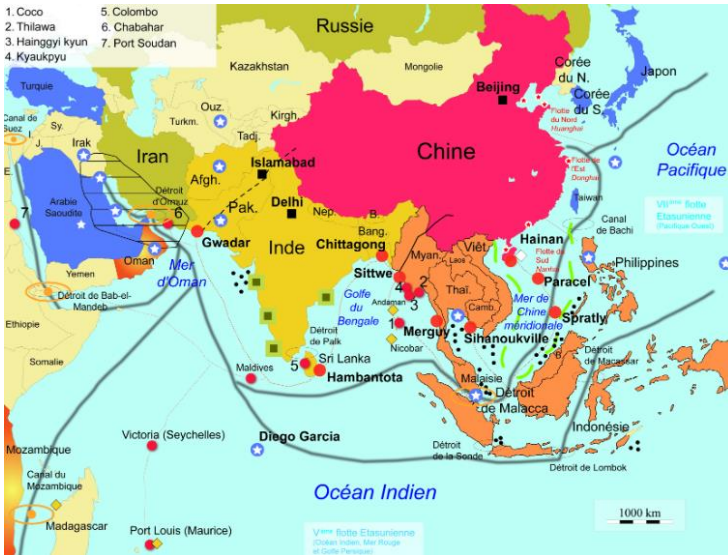 1. Coco
2. Thilawa
3. Hainggyi kyun
4. Kyaukpyu
5. Colombo
6. Chabahar
7. Port Soudan
Russie
Kazakhstan
Mongolie
Corée
du N.
Japon
Beijing
Corée
du S.
Turquie
Ouz.
Kirgh.
Turkm.
Tadj.
Flotte
du Nord
Huanghai
Canal de
Suez
Sy.
I.
J.
Irak
Iran
Islamabad
Chine
Flotte de
l'Est
Donghai
Océan
Pacifique
Afgh.
Détroit
d'Ormuz
Arabie
Saoudite
7
6
Pak.
Delhi
Nep.
B.
Bang.
Taiwan
VIIème flotte
Etasunienne
(Pacifique Ouest)
Gwadar
Inde
Chittagong
Myan.
Viêt.
Laos
Hainan
Canal
de Bachi
Oman
Mer
d'Oman
Sittwe
Flotte du
Sud
Nanhai
Philippines
Yemen
Golfe
du
Bengale
4
2
3
Thaï.
Paracel
Détroit de Bab-el-
Mandeb
Andaman
Camb.
Mer de
Chine
méridionale
Spratly
Ethiopie
Détroit
de Palk
1
Merguy
Sihanoukville
Nicobar
Détroit de
Macassar
Somalie
Maldives
5
Sri Lanka
Hambantota
Malaisie
B.
Détroit
de Malacca
Indonésie
Mozambique
Victoria (Seychelles)
Diego Garcia
Détroit
de la Sonde
Détroit de Lombok
Canal du
Mozambique
Océan Indien
1000 km
Madagascar
Port Louis (Maurice)
Vème flotte Etasunienne
(Océan Indien, Mer Rouge
et Golfe Persique)